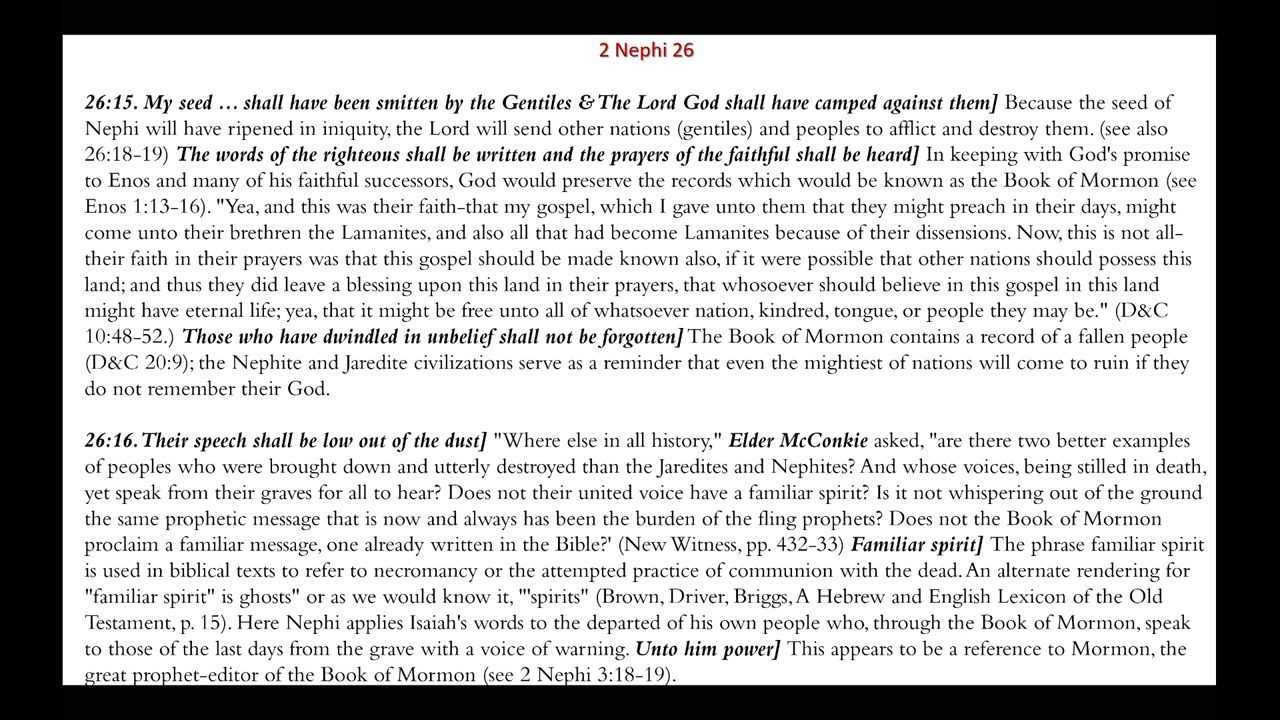 2 Nephi 26
26:15. My seed … shall have been smitten by the Gentiles & The Lord God shall have camped against them] Because the seed of
Nephi will have ripened in iniquity, the Lord will send other nations (gentiles) and peoples to afflict and destroy them. (see also
26:18-19) The words of the righteous shall be written and the prayers of the faithful shall be heard] In keeping with God's promise
to Enos and many of his faithful successors, God would preserve the records which would be known as the Book of Mormon (see
Enos 1:13-16). "Yea, and this was their faith-that my gospel, which I gave unto them that they might preach in their days, might
come unto their brethren the Lamanites, and also all that had become Lamanites because of their dissensions. Now, this is not all-
their faith in their prayers was that this gospel should be made known also, if it were possible that other nations should possess this
land; and thus they did leave a blessing upon this land in their prayers, that whosoever should believe in this gospel in this land
might have eternal life; yea, that it might be free unto all of whatsoever nation, kindred, tongue, or people they may be." (D&C
10:48-52.) Those who have dwindled in unbelief shall not be forgotten] The Book of Mormon contains a record of a fallen people
(D&C 20:9); the Nephite and Jaredite civilizations serve as a reminder that even the mightiest of nations will come to ruin if they
do not remember their God.
26:16. Their speech shall be low out of the dust] "Where else in all history," Elder McConkie asked, "are there two better examples
of peoples who were brought down and utterly destroyed than the Jaredites and Nephites? And whose voices, being stilled in death,
yet speak from their graves for all to hear? Does not their united voice have a familiar spirit? Is it not whispering out of the ground
the same prophetic message that is now and always has been the burden of the fling prophets? Does not the Book of Mormon
proclaim a familiar message, one already written in the Bible?' (New Witness, pp. 432-33) Familiar spirit] The phrase familiar spirit
is used in biblical texts to refer to necromancy or the attempted practice of communion with the dead. An alternate rendering for
"familiar spirit" is ghosts" or as we would know it, "'spirits" (Brown, Driver, Briggs, A Hebrew and English Lexicon of the Old
Testament, p. 15). Here Nephi applies Isaiah's words to the departed of his own people who, through the Book of Mormon, speak
to those of the last days from the grave with a voice of warning. Unto him power] This appears to be a reference to Mormon, the
great prophet-editor of the Book of Mormon (see 2 Nephi 3:18-19).